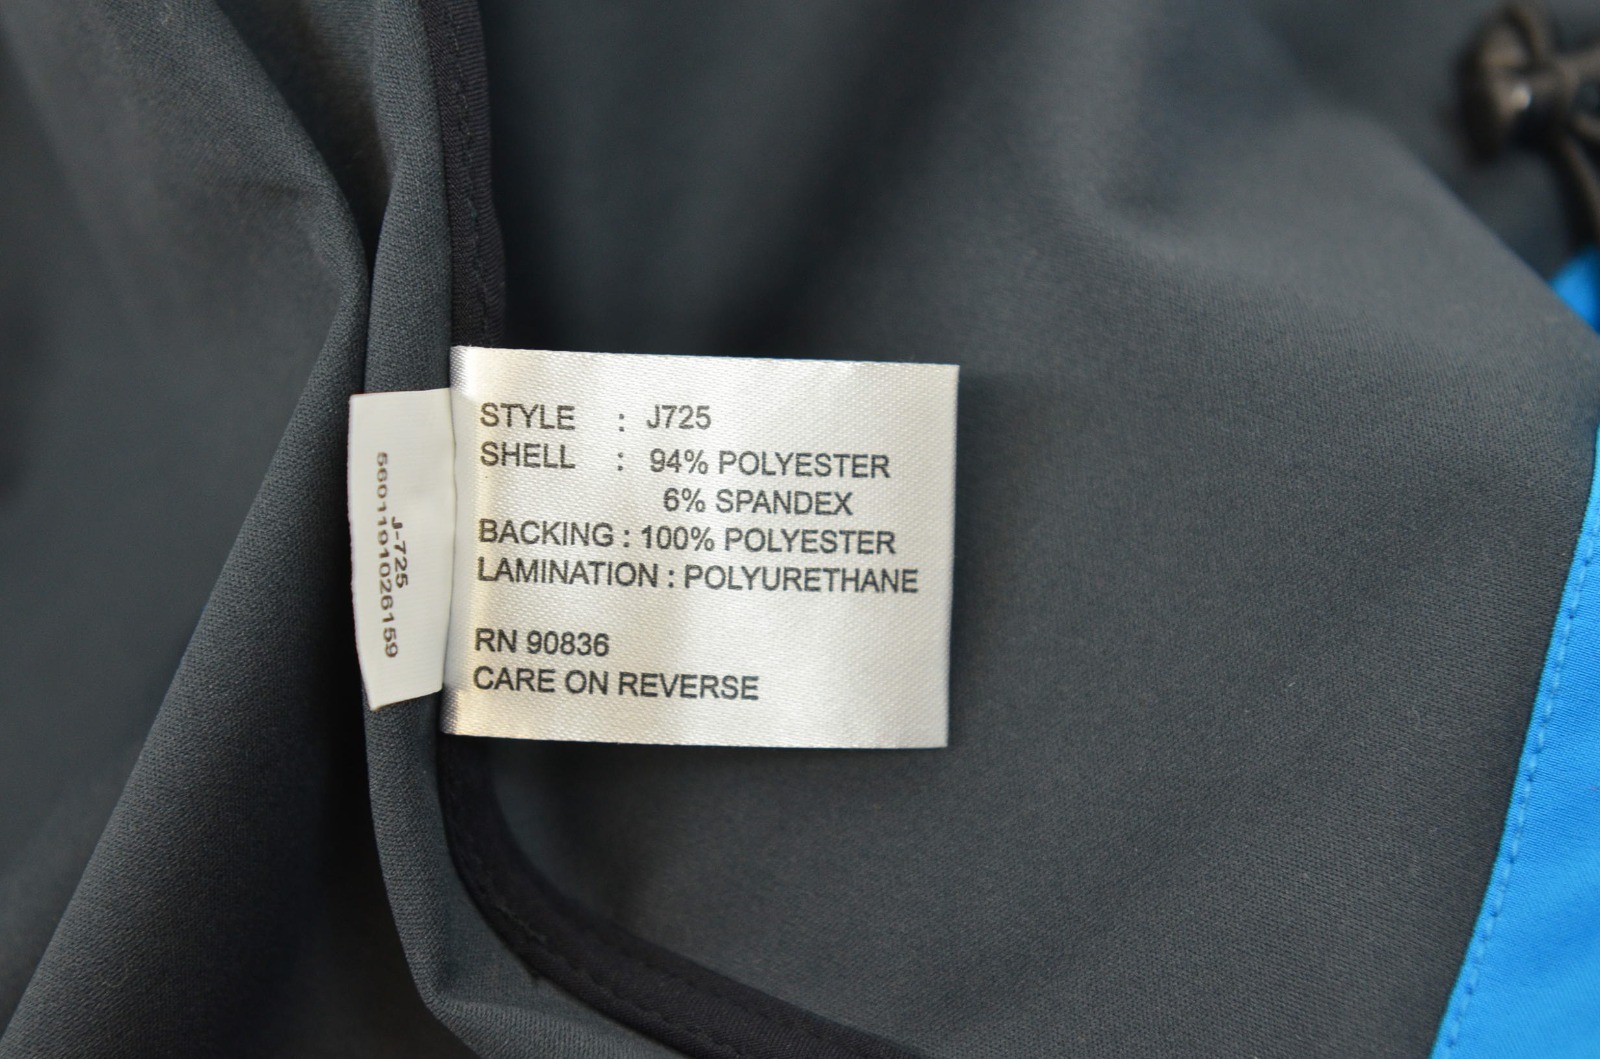 STYLE : J725
SHELL : 94% POLYESTER
6% SPANDEX
BACKING : 100% POLYESTER
LAMINATION : POLYURETHANE
RN 90836
CARE ON REVERSE
J-725
5601191026159